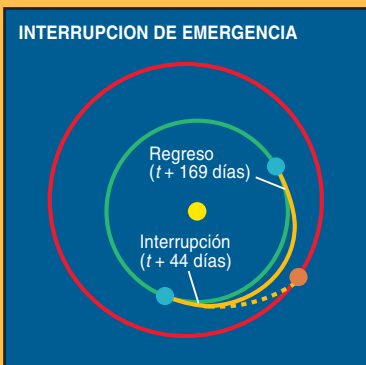 INTERRUPCION DE EMERGENCIA
Regreso
(t + 169 días)
Interrupción
(t + 44 días)